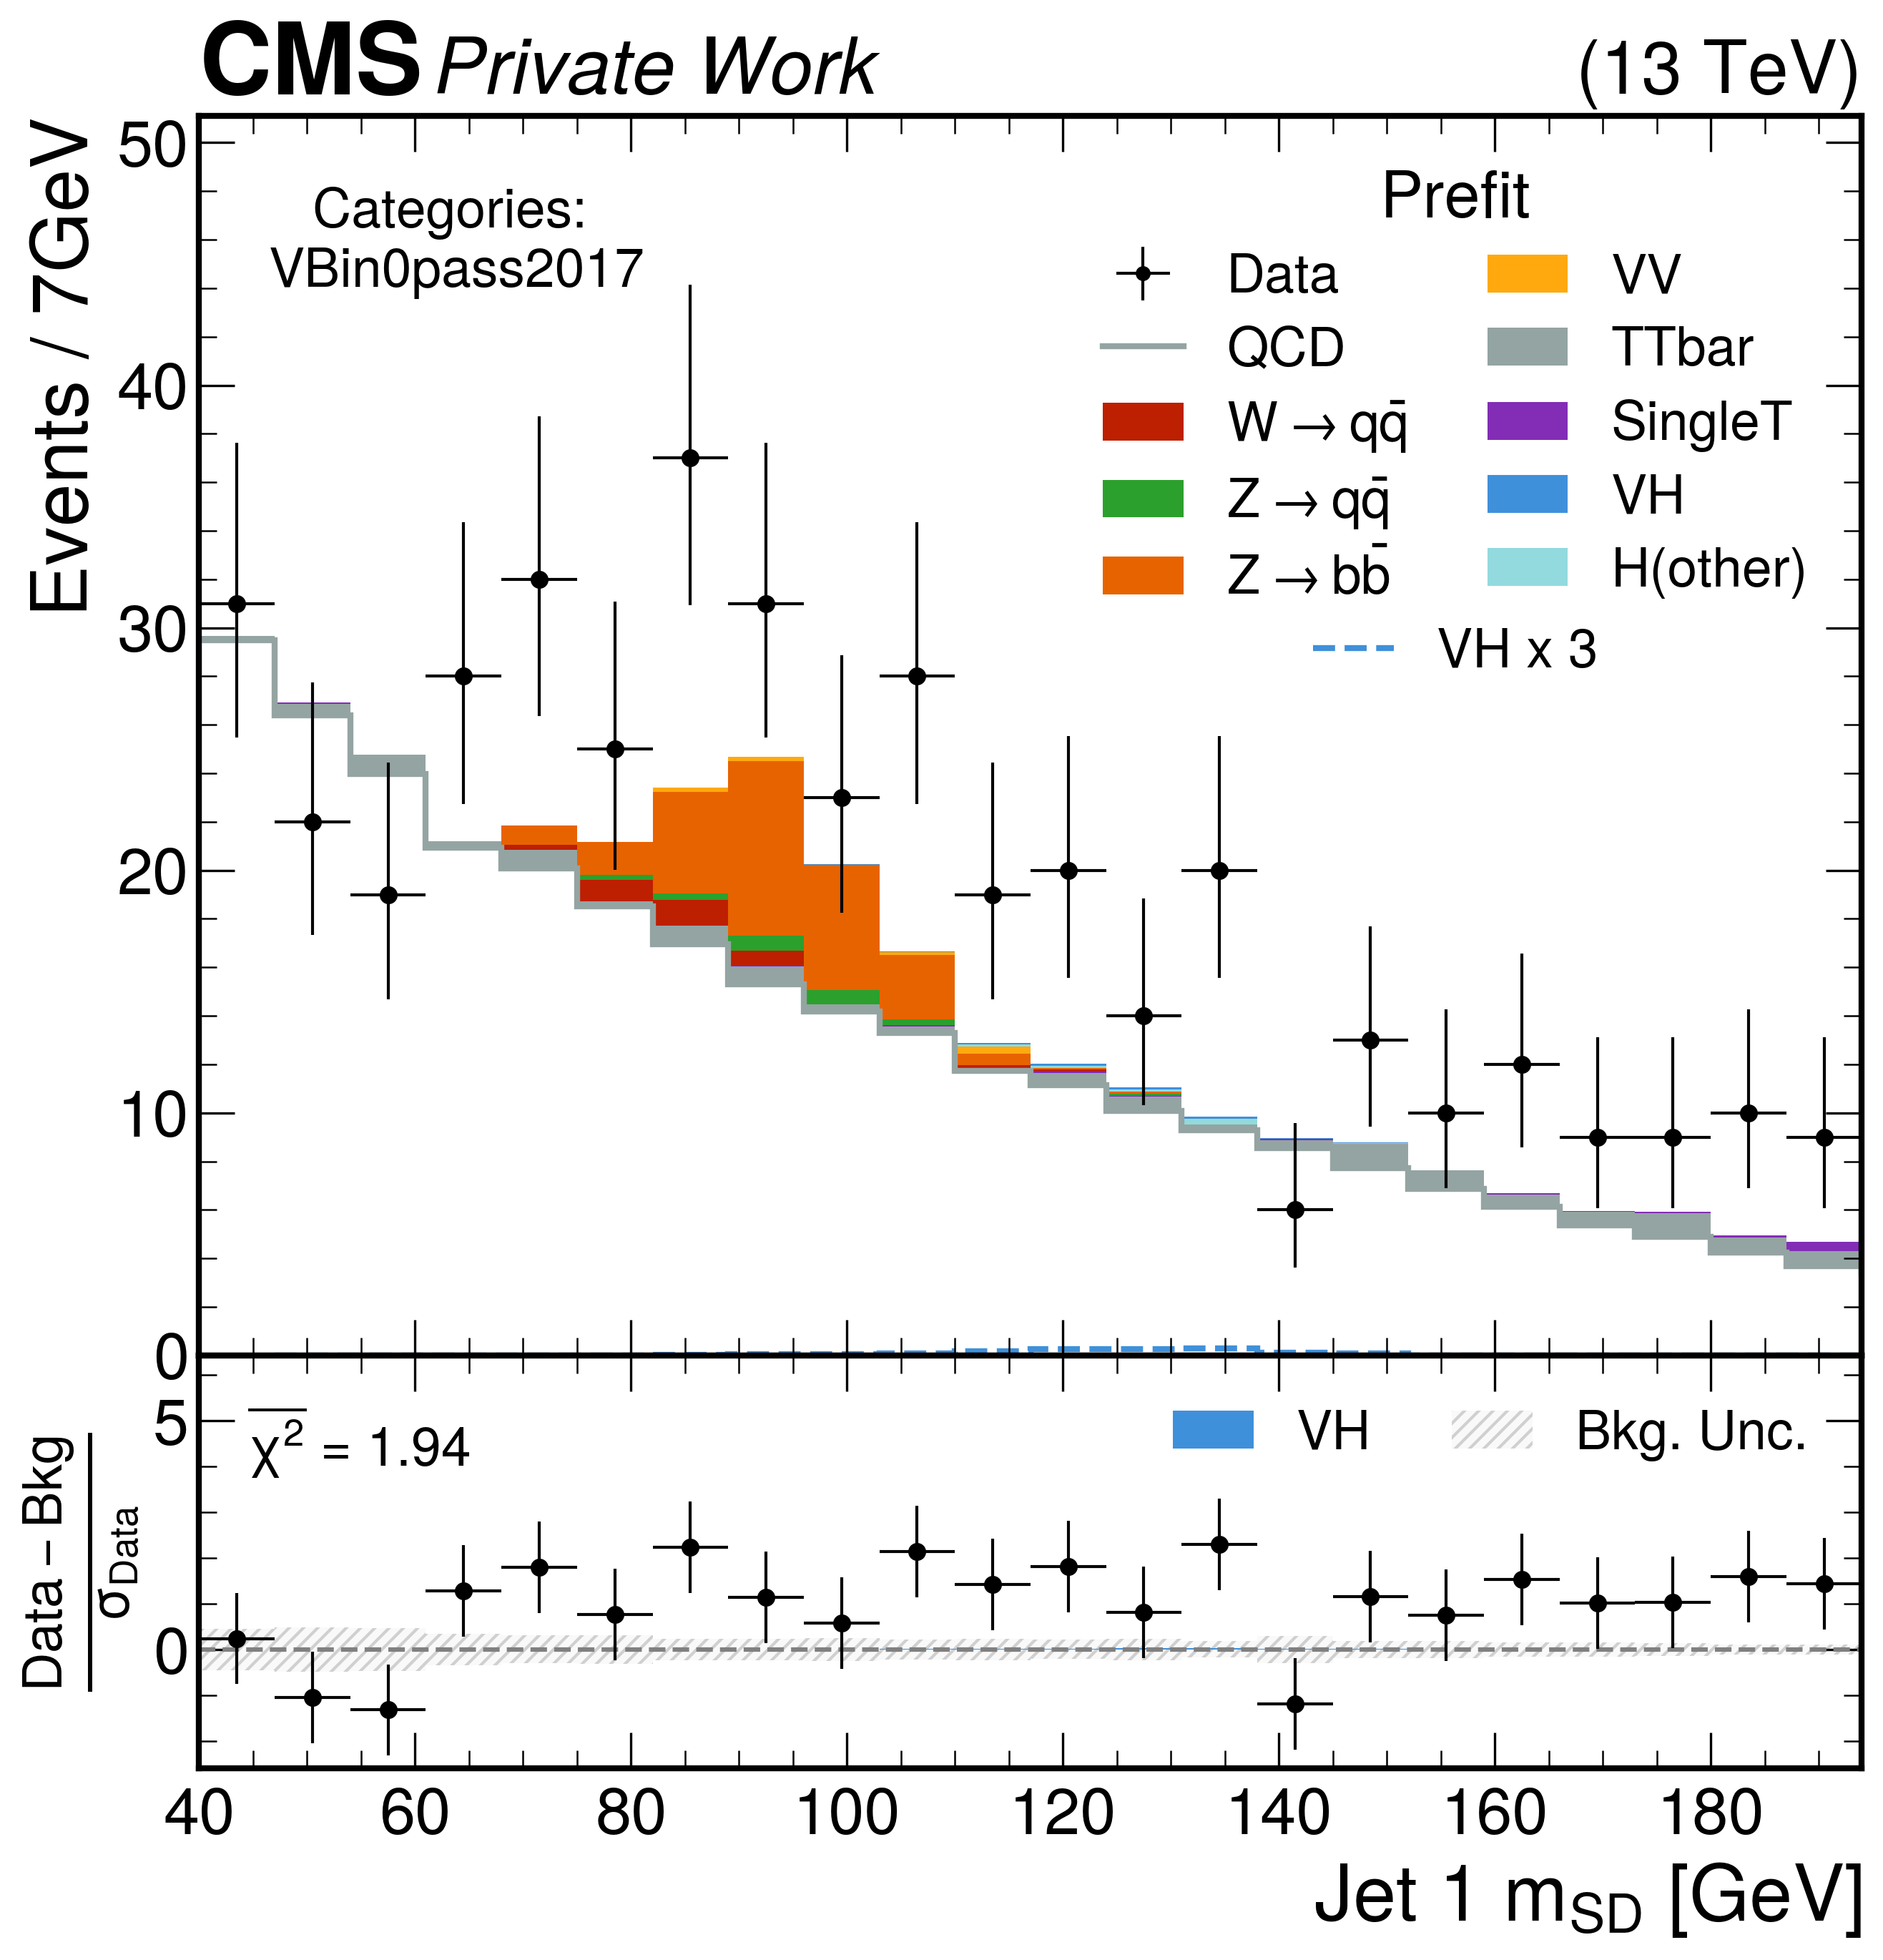 CMS Private Work (13 TeV)
Events / 7GeV
50
40
30
20
10
0
Categories:
VBin0pass2017
Prefit
Data
QCD
W → qq̄
Z → qq̄
Z → bb̄
VV
TTbar
SingleT
VH
H(other)
VH x 3
Data − Bkg
σ_Data
5
0
χ² = 1.94
VH
Bkg. Unc.
40 60 80 100 120 140 160 180
Jet 1 m_SD [GeV]